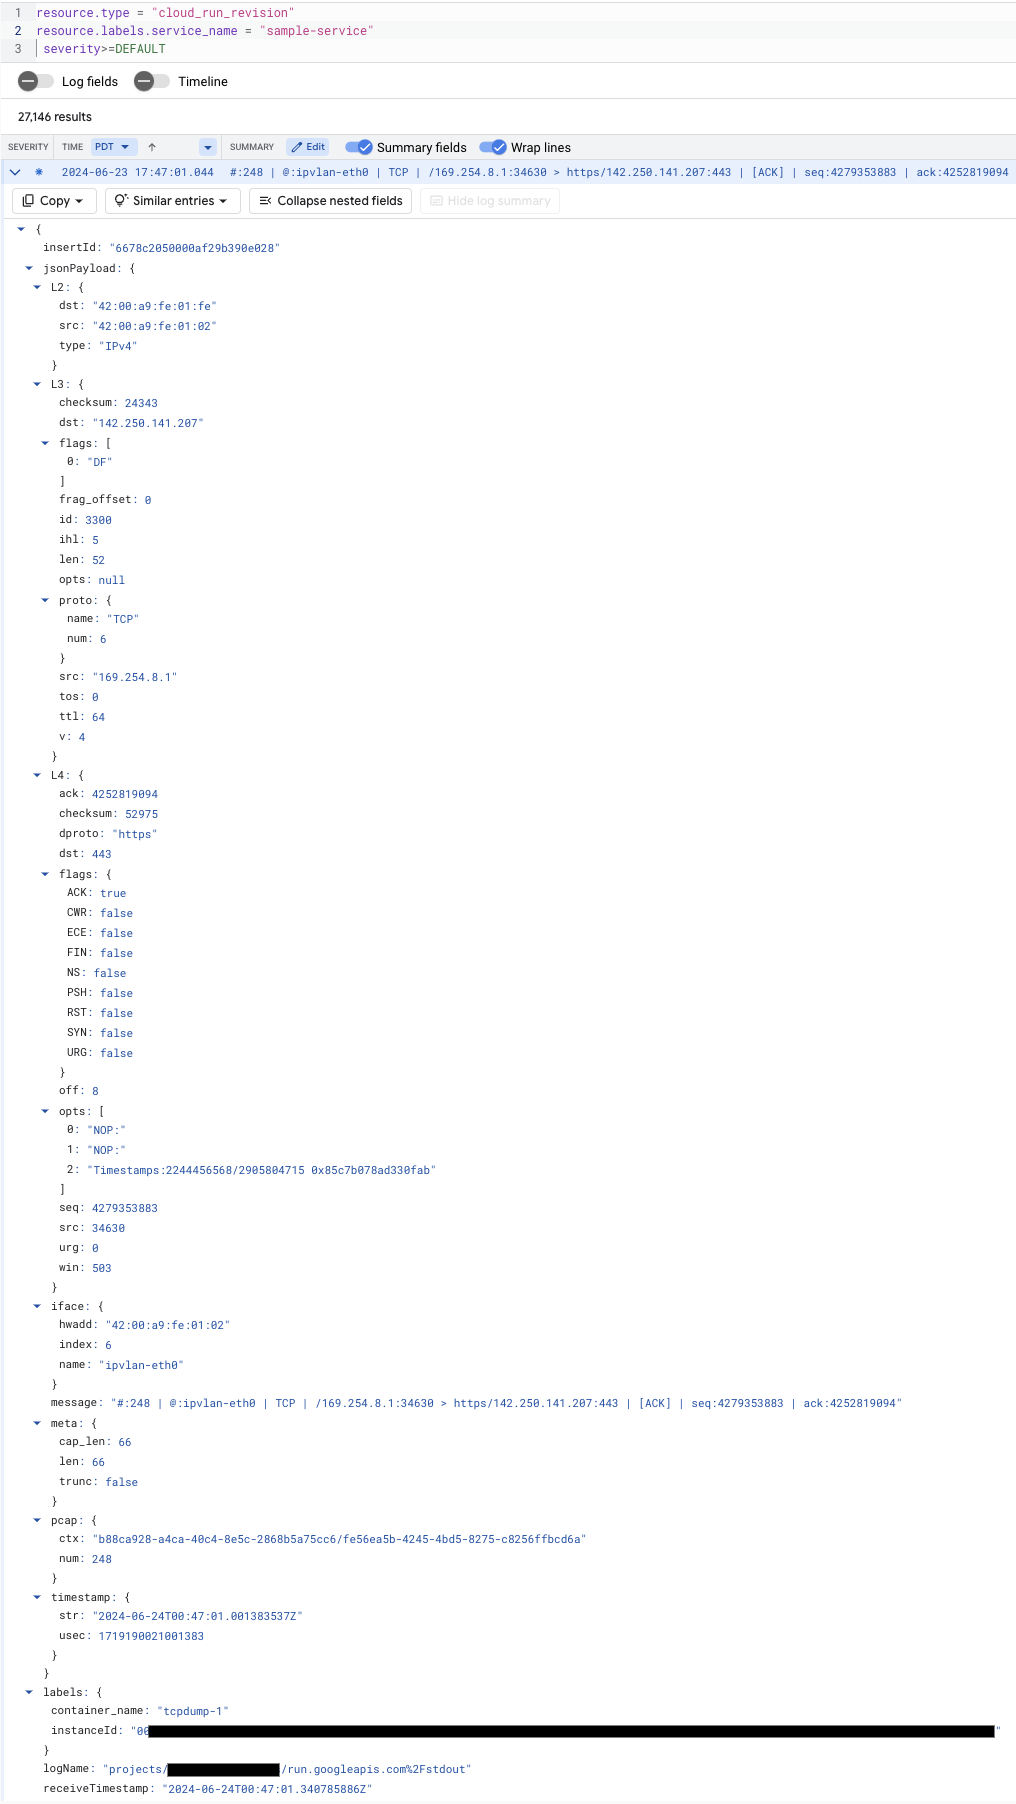 1 resource.type = "cloud_run_revision"
2 resource.labels.service_name = "sample-service"
3 severity>=DEFAULT
Log fields Timeline
27,146 results
SEVERITY TIME PDT SUMMARY Edit Summary fields Wrap lines
2024-06-23 17:47:01.044 #:248 | @:ipvlan-eth0 | TCP | /169.254.8.1:34630 > https/142.250.141.207:443 | [ACK] | seq:4279353883 | ack:4252819094
Copy Similar entries Collapse nested fields Hide log summary
{
insertId: "6678c2050000af29b390e028"
jsonPayload: {
L2: {
dst: "42:00:a9:fe:01:fe"
src: "42:00:a9:fe:01:02"
type: "IPv4"
}
L3: {
checksum: 24343
dst: "142.250.141.207"
flags: [
0: "DF"
]
frag_offset: 0
id: 3300
ihl: 5
len: 52
opts: null
proto: {
name: "TCP"
num: 6
}
src: "169.254.8.1"
tos: 0
ttl: 64
v: 4
}
L4: {
ack: 4252819094
checksum: 52975
dproto: "https"
dst: 443
flags: {
ACK: true
CWR: false
ECE: false
FIN: false
NS: false
PSH: false
RST: false
SYN: false
URG: false
}
off: 8
opts: [
0: "NOP:"
1: "NOP:"
2: "Timestamps:2244456568/2905804715 0x85c7b078ad330fab"
]
seq: 4279353883
src: 34630
urg: 0
win: 503
}
iface: {
hwadd: "42:00:a9:fe:01:02"
index: 6
name: "ipvlan-eth0"
}
message: "#:248 | @:ipvlan-eth0 | TCP | /169.254.8.1:34630 > https/142.250.141.207:443 | [ACK] | seq:4279353883 | ack:4252819094"
meta: {
cap_len: 66
len: 66
trunc: false
}
pcap: {
ctx: "b88ca928-a4ca-40c4-8e5c-2868b5a75cc6/fe56ea5b-4245-4bd5-8275-c8256ffbcd6a"
num: 248
}
timestamp: {
str: "2024-06-24T00:47:01.001383537Z"
usec: 1719190021001383
}
}
labels: {
container_name: "tcpdump-1"
instanceId: "00"
}
logName: "projects/ /run.googleapis.com%2Fstdout"
receiveTimestamp: "2024-06-24T00:47:01.340785886Z"